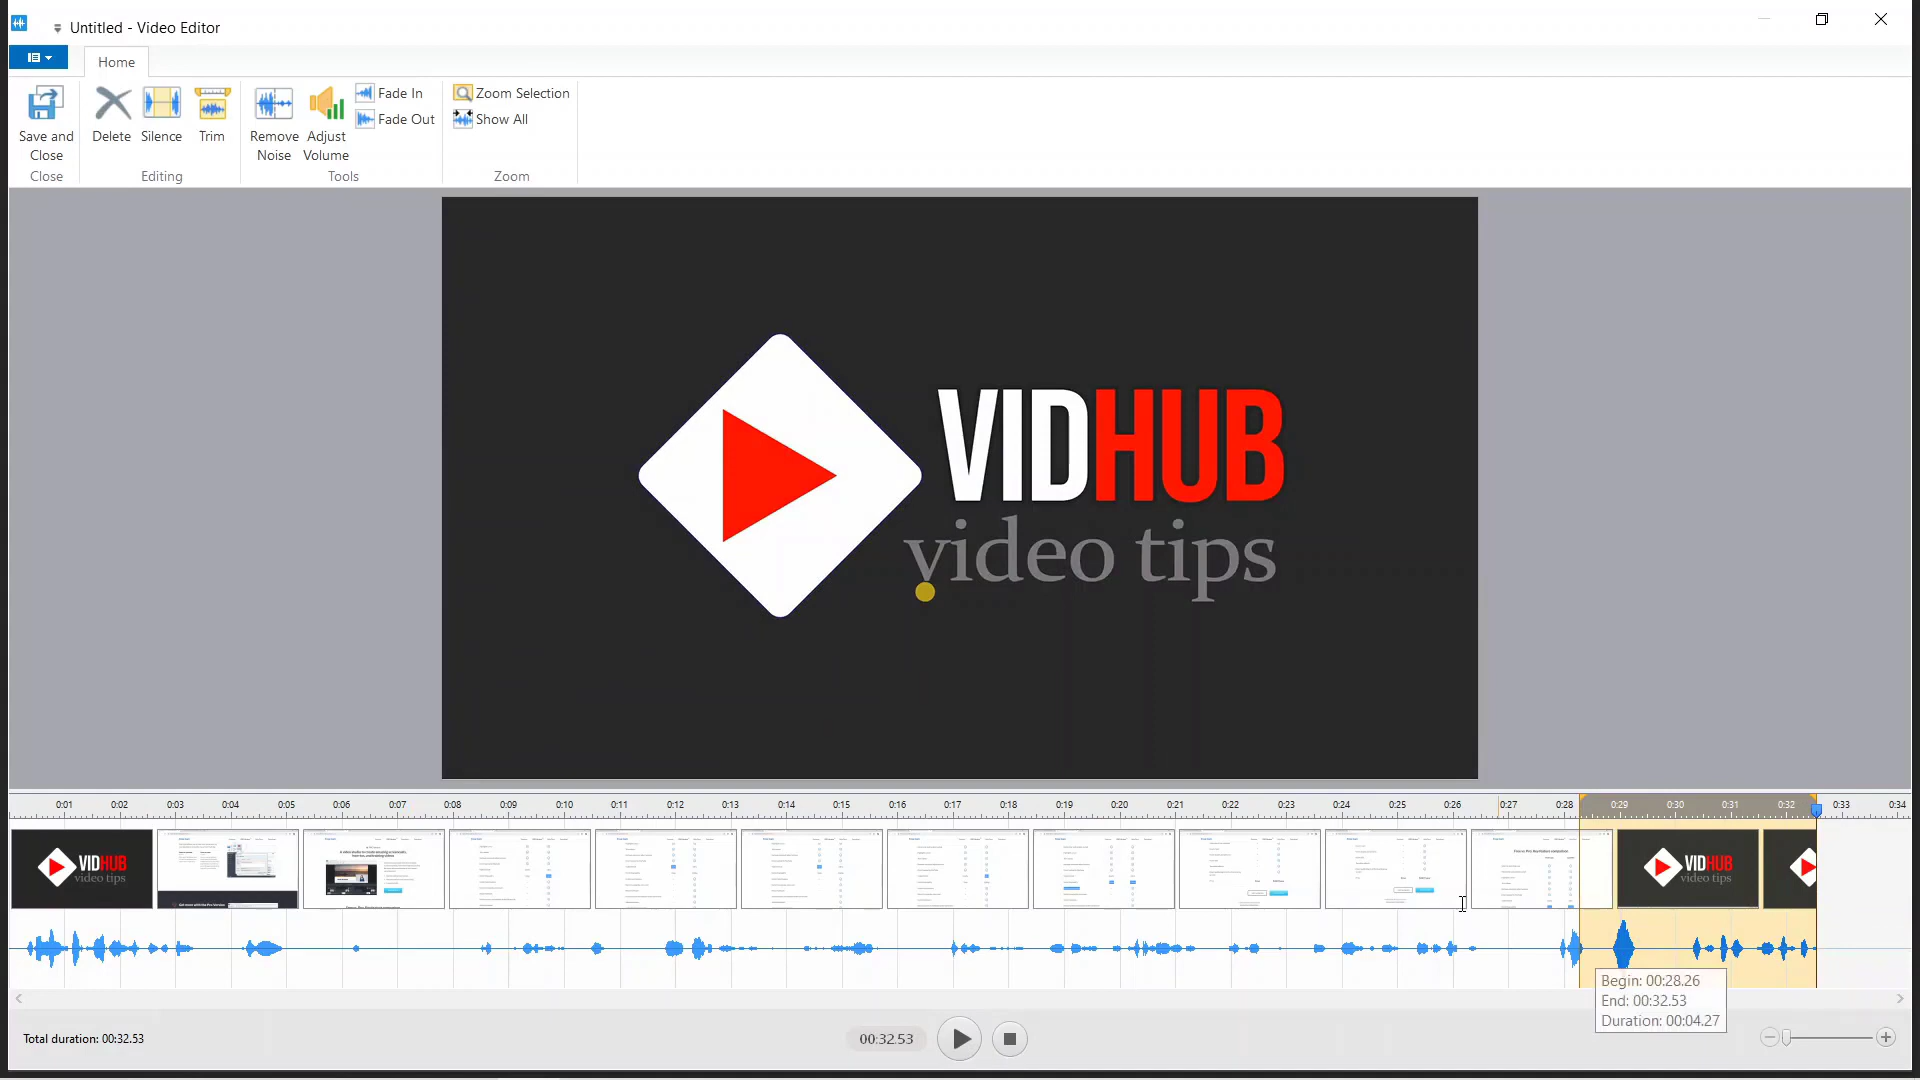 Untitled - Video Editor
Home
Save and
Close
Close
Delete
Silence
Trim
Editing
Remove
Noise
Adjust
Volume
Fade In
Fade Out
Tools
Zoom Selection
Show All
Zoom
VIDHUB
video tips
0:01 0:02 0:03 0:04 0:05 0:06 0:07 0:08 0:09 0:10 0:11 0:12 0:13 0:14 0:15 0:16 0:17 0:18 0:19 0:20 0:21 0:22 0:23 0:24 0:25 0:26 0:27 0:28 0:29 0:30 0:31 0:32 0:33 0:34
VIDHUB
video tips
VIDHUB
video tips
Begin: 00:28.26
End: 00:32.53
Duration: 00:04.27
Total duration: 00:32.53
00:32.53